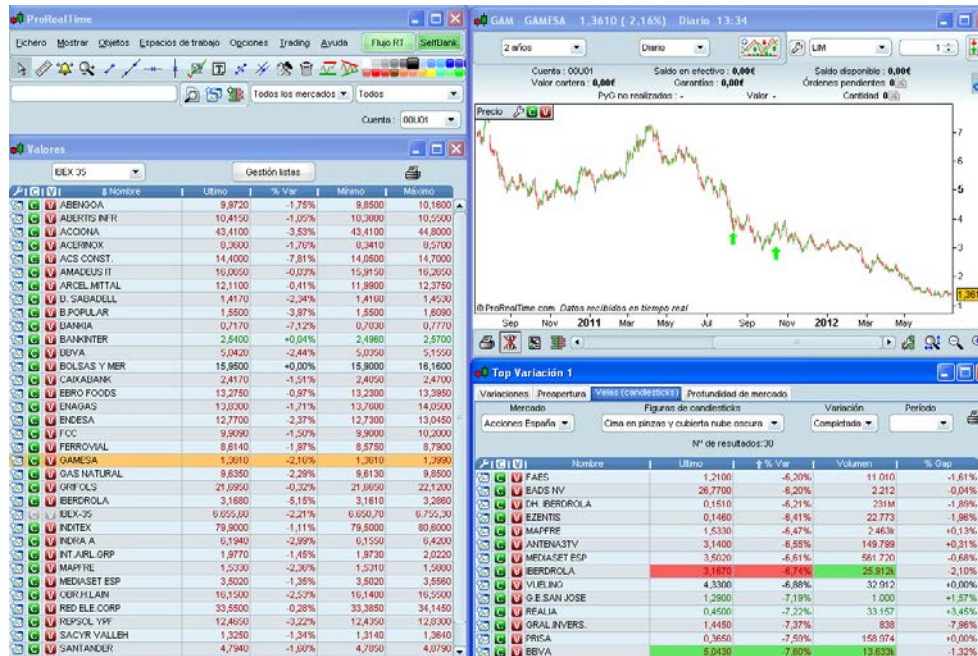 ProRealTime
Fichero Mostrar Objetos Espacios de trabajo Opciones Trading Ayuda Flujo RT SelfBank
Todos los mercados Todos
Cuenta : 00U01
Valores
IBEX 35 Gestión listas
C V Nombre Ultimo % Var Mínimo Máximo
C V ABENGOA 9,9720 -1,75% 9,8500 10,1600
C V ABERTIS INFR 10,4150 -1,05% 10,3800 10,5500
C V ACCIONA 43,4100 -3,53% 43,4100 44,8000
C V ACERINOX 8,3600 -1,76% 8,3410 8,5700
C V ACS CONST. 14,4000 -7,81% 14,0500 14,7000
C V AMADEUS IT 16,0650 -0,03% 15,9150 16,2650
C V ARCEL.MITTAL 12,1100 -0,41% 11,9900 12,3750
C V B. SABADELL 1,4170 -2,34% 1,4160 1,4530
C V B.POPULAR 1,5500 -3,97% 1,5500 1,6090
C V BANKIA 0,7170 -7,12% 0,7030 0,7770
C V BANKINTER 2,5400 +0,04% 2,4960 2,5700
C V BBVA 5,0420 -2,44% 5,0350 5,1550
C V BOLSAS Y MER 15,9500 +0,00% 15,9000 16,1600
C V CAIXABANK 2,4170 -1,51% 2,4050 2,4700
C V EBRO FOODS 13,2750 -0,97% 13,2300 13,3950
C V ENAGAS 13,8300 -1,71% 13,7600 14,0500
C V ENDESA 12,7700 -2,37% 12,7300 13,0450
C V FCC 9,9090 -1,50% 9,9000 10,2000
C V FERROVIAL 8,6140 -1,97% 8,5750 8,7900
C V GAMESA 1,3610 -2,16% 1,3610 1,3990
C V GAS NATURAL 9,6350 -2,28% 9,6130 9,8500
C V GRIFOLS 21,6950 -0,32% 21,6650 22,1200
C V IBERDROLA 3,1680 -5,15% 3,1610 3,2860
C V IBEX-35 6.655,60 -2,21% 6.650,70 6.755,30
C V INDITEX 79,9000 -1,11% 79,5000 80,6000
C V INDRA A 6,1940 -2,99% 6,1550 6,4200
C V INT.AIRL.GRP 1,9770 -1,45% 1,9730 2,0220
C V MAPFRE 1,5330 -2,36% 1,5310 1,5800
C V MEDIASET ESP 3,5020 -1,35% 3,5020 3,5560
C V OBR.H.LAIN 16,1500 -2,53% 16,1400 16,5500
C V RED ELE.CORP 33,5500 -0,28% 33,3850 34,1450
C V REPSOL YPF 12,4650 -3,22% 12,4350 12,8300
C V SACYR VALLEH 1,3250 -1,34% 1,3140 1,3640
C V SANTANDER 4,7940 -1,60% 4,7850 4,8790
GAM - GAMESA 1,3610 (-2,16%) Diario 13:34
2 años Diario LIM 1
Cuenta : 00U01 Saldo en efectivo : 0,00€ Saldo disponible : 0,00€
Valor cartera : 0,00€ Garantías : 0,00€ Órdenes pendientes 0
PyG no realizadas : - Valor - Cantidad 0
Precio C V
7
6
5
4
3
2
1,361
1
© ProRealTime.com Datos recibidos en tiempo real
Sep Nov 2011 Mar May Jul Sep Nov 2012 Mar May
Top Variación 1
Variaciones Preapertura Velas (candlesticks) Profundidad de mercado
Mercado Figuras de candlesticks Variación Período
Acciones España Cima en pinzas y cubierta nube oscura Completada
Nº de resultados:30
C V Nombre Ultimo % Var Volumen % Gap
C V FAES 1,2100 -6,20% 11.010 -1,61%
C V EADS NV 26,7700 -6,20% 2.212 -0,04%
C V DH. IBERDROLA 0,1510 -6,21% 231M -1,89%
C V EZENTIS 0,1460 -6,41% 22.773 -1,96%
C V MAPFRE 1,5330 -6,47% 2.463k +0,13%
C V ANTENA3TV 3,1400 -6,55% 149.799 +0,31%
C V MEDIASET ESP 3,5020 -6,61% 561.720 -0,68%
C V IBERDROLA 3,1670 -6,74% 25.912k -2,10%
C V VUELING 4,3300 -6,88% 32.912 +0,00%
C V G.E.SAN JOSE 1,2900 -7,19% 1.000 +1,57%
C V REALIA 0,4500 -7,22% 33.157 +3,45%
C V GRAL.INVERS. 1,4450 -7,37% 838 -7,96%
C V PRISA 0,3650 -7,59% 158.974 +0,00%
C V BBVA 5,0430 -7,60% 13.633k -1,32%